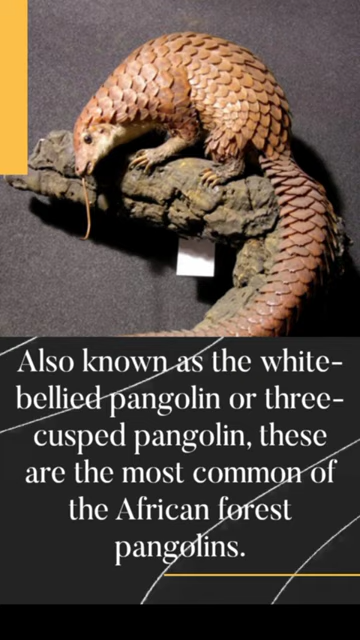 Also known as the white-
bellied pangolin or three-
cusped pangolin, these
are the most common of
the African forest
pangolins.